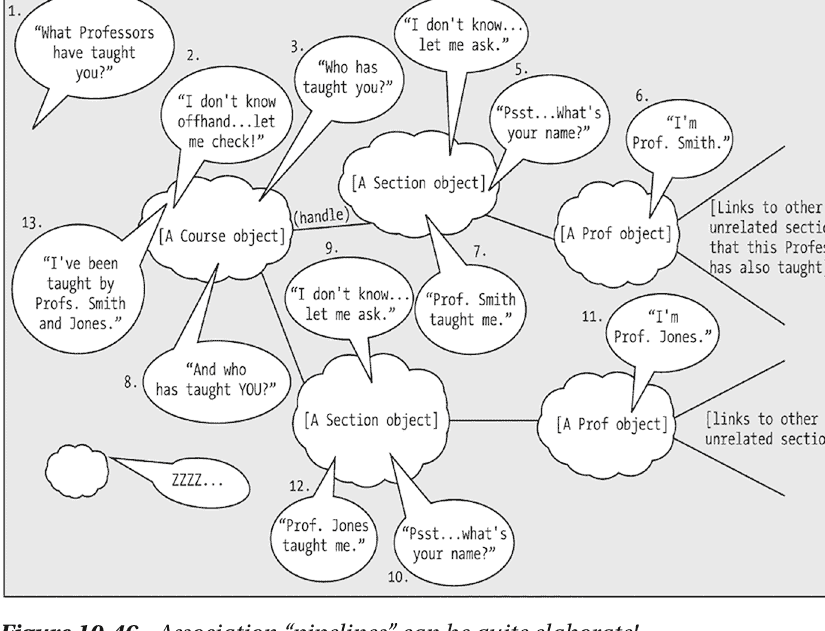 1.
“What Professors
have taught
you?”
2.
“I don't know
offhand...let
me check!”
3.
“Who has
taught you?”
“I don't know...
let me ask.”
5.
“Psst...What's
your name?”
6.
“I'm
Prof. Smith.”
[A Section object]
[A Course object]
(handle)
[A Prof object]
[Links to other
unrelated sectio
that this Profes
has also taught
7.
“Prof. Smith
taught me.”
13.
“I've been
taught by
Profs. Smith
and Jones.”
8.
“And who
has taught YOU?”
9.
“I don't know...
let me ask.”
11.
“I'm
Prof. Jones.”
[A Section object]
[A Prof object]
[links to other
unrelated sectio
ZZZZ...
12.
“Prof. Jones
taught me.”
“Psst...what's
your name?”
10.
Figure 10-46. Association “pipelines” can be quite elaborate!